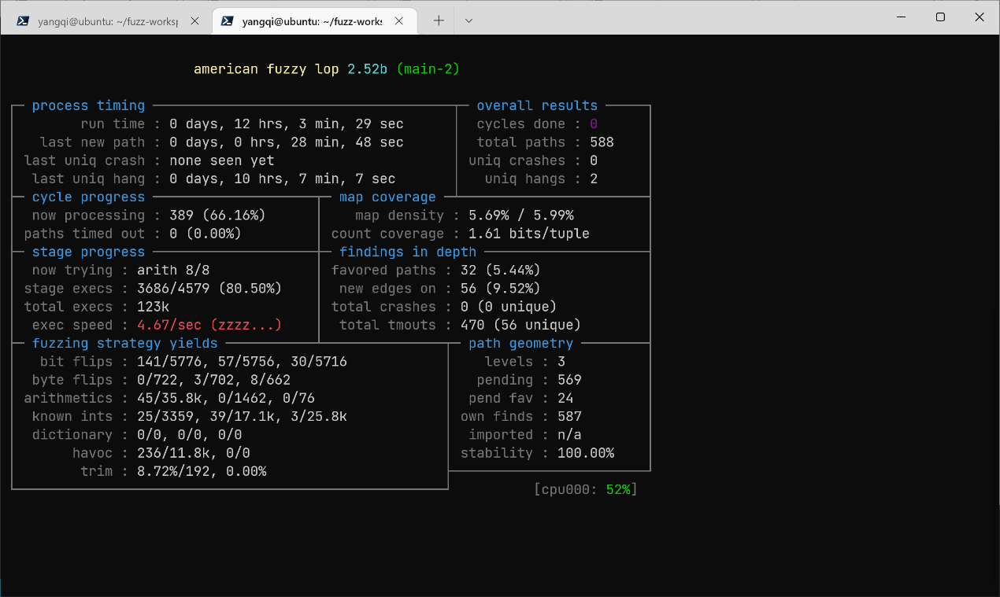 yangqi@ubuntu: ~/fuzz-worksp
yangqi@ubuntu: ~/fuzz-works
american fuzzy lop 2.52b (main-2)
process timing
overall results
run time : 0 days, 12 hrs, 3 min, 29 sec
cycles done : 0
last new path : 0 days, 0 hrs, 28 min, 48 sec
total paths : 588
last uniq crash : none seen yet
uniq crashes : 0
last uniq hang : 0 days, 10 hrs, 7 min, 7 sec
uniq hangs : 2
cycle progress
map coverage
now processing : 389 (66.16%)
map density : 5.69% / 5.99%
paths timed out : 0 (0.00%)
count coverage : 1.61 bits/tuple
stage progress
findings in depth
now trying : arith 8/8
favored paths : 32 (5.44%)
stage execs : 3686/4579 (80.50%)
new edges on : 56 (9.52%)
total execs : 123k
total crashes : 0 (0 unique)
exec speed : 4.67/sec (zzzz...)
total tmouts : 470 (56 unique)
fuzzing strategy yields
path geometry
bit flips : 141/5776, 57/5756, 30/5716
levels : 3
byte flips : 0/722, 3/702, 8/662
pending : 569
arithmetics : 45/35.8k, 0/1462, 0/76
pend fav : 24
known ints : 25/3359, 39/17.1k, 3/25.8k
own finds : 587
dictionary : 0/0, 0/0, 0/0
imported : n/a
havoc : 236/11.8k, 0/0
stability : 100.00%
trim : 8.72%/192, 0.00%
[cpu000: 52%]